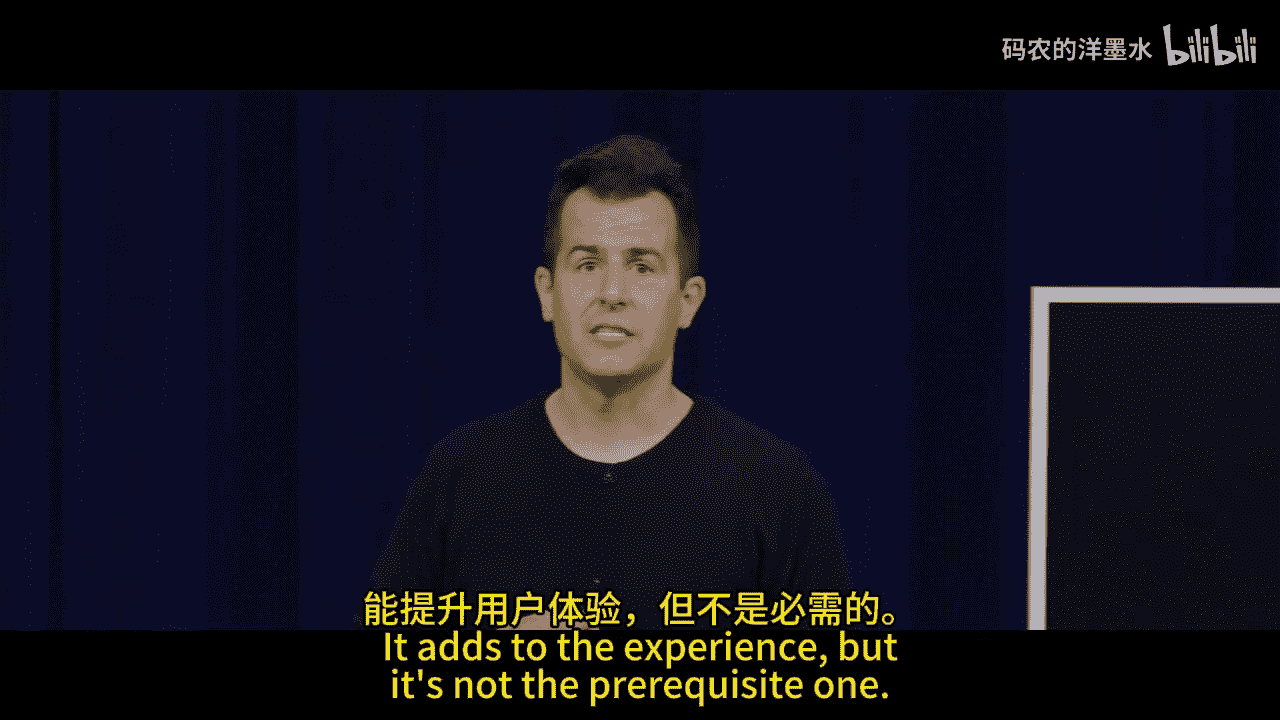 码农的洋墨水 bilibili
能提升用户体验，但不是必需的。
It adds to the experience, but
it's not the prerequisite one.